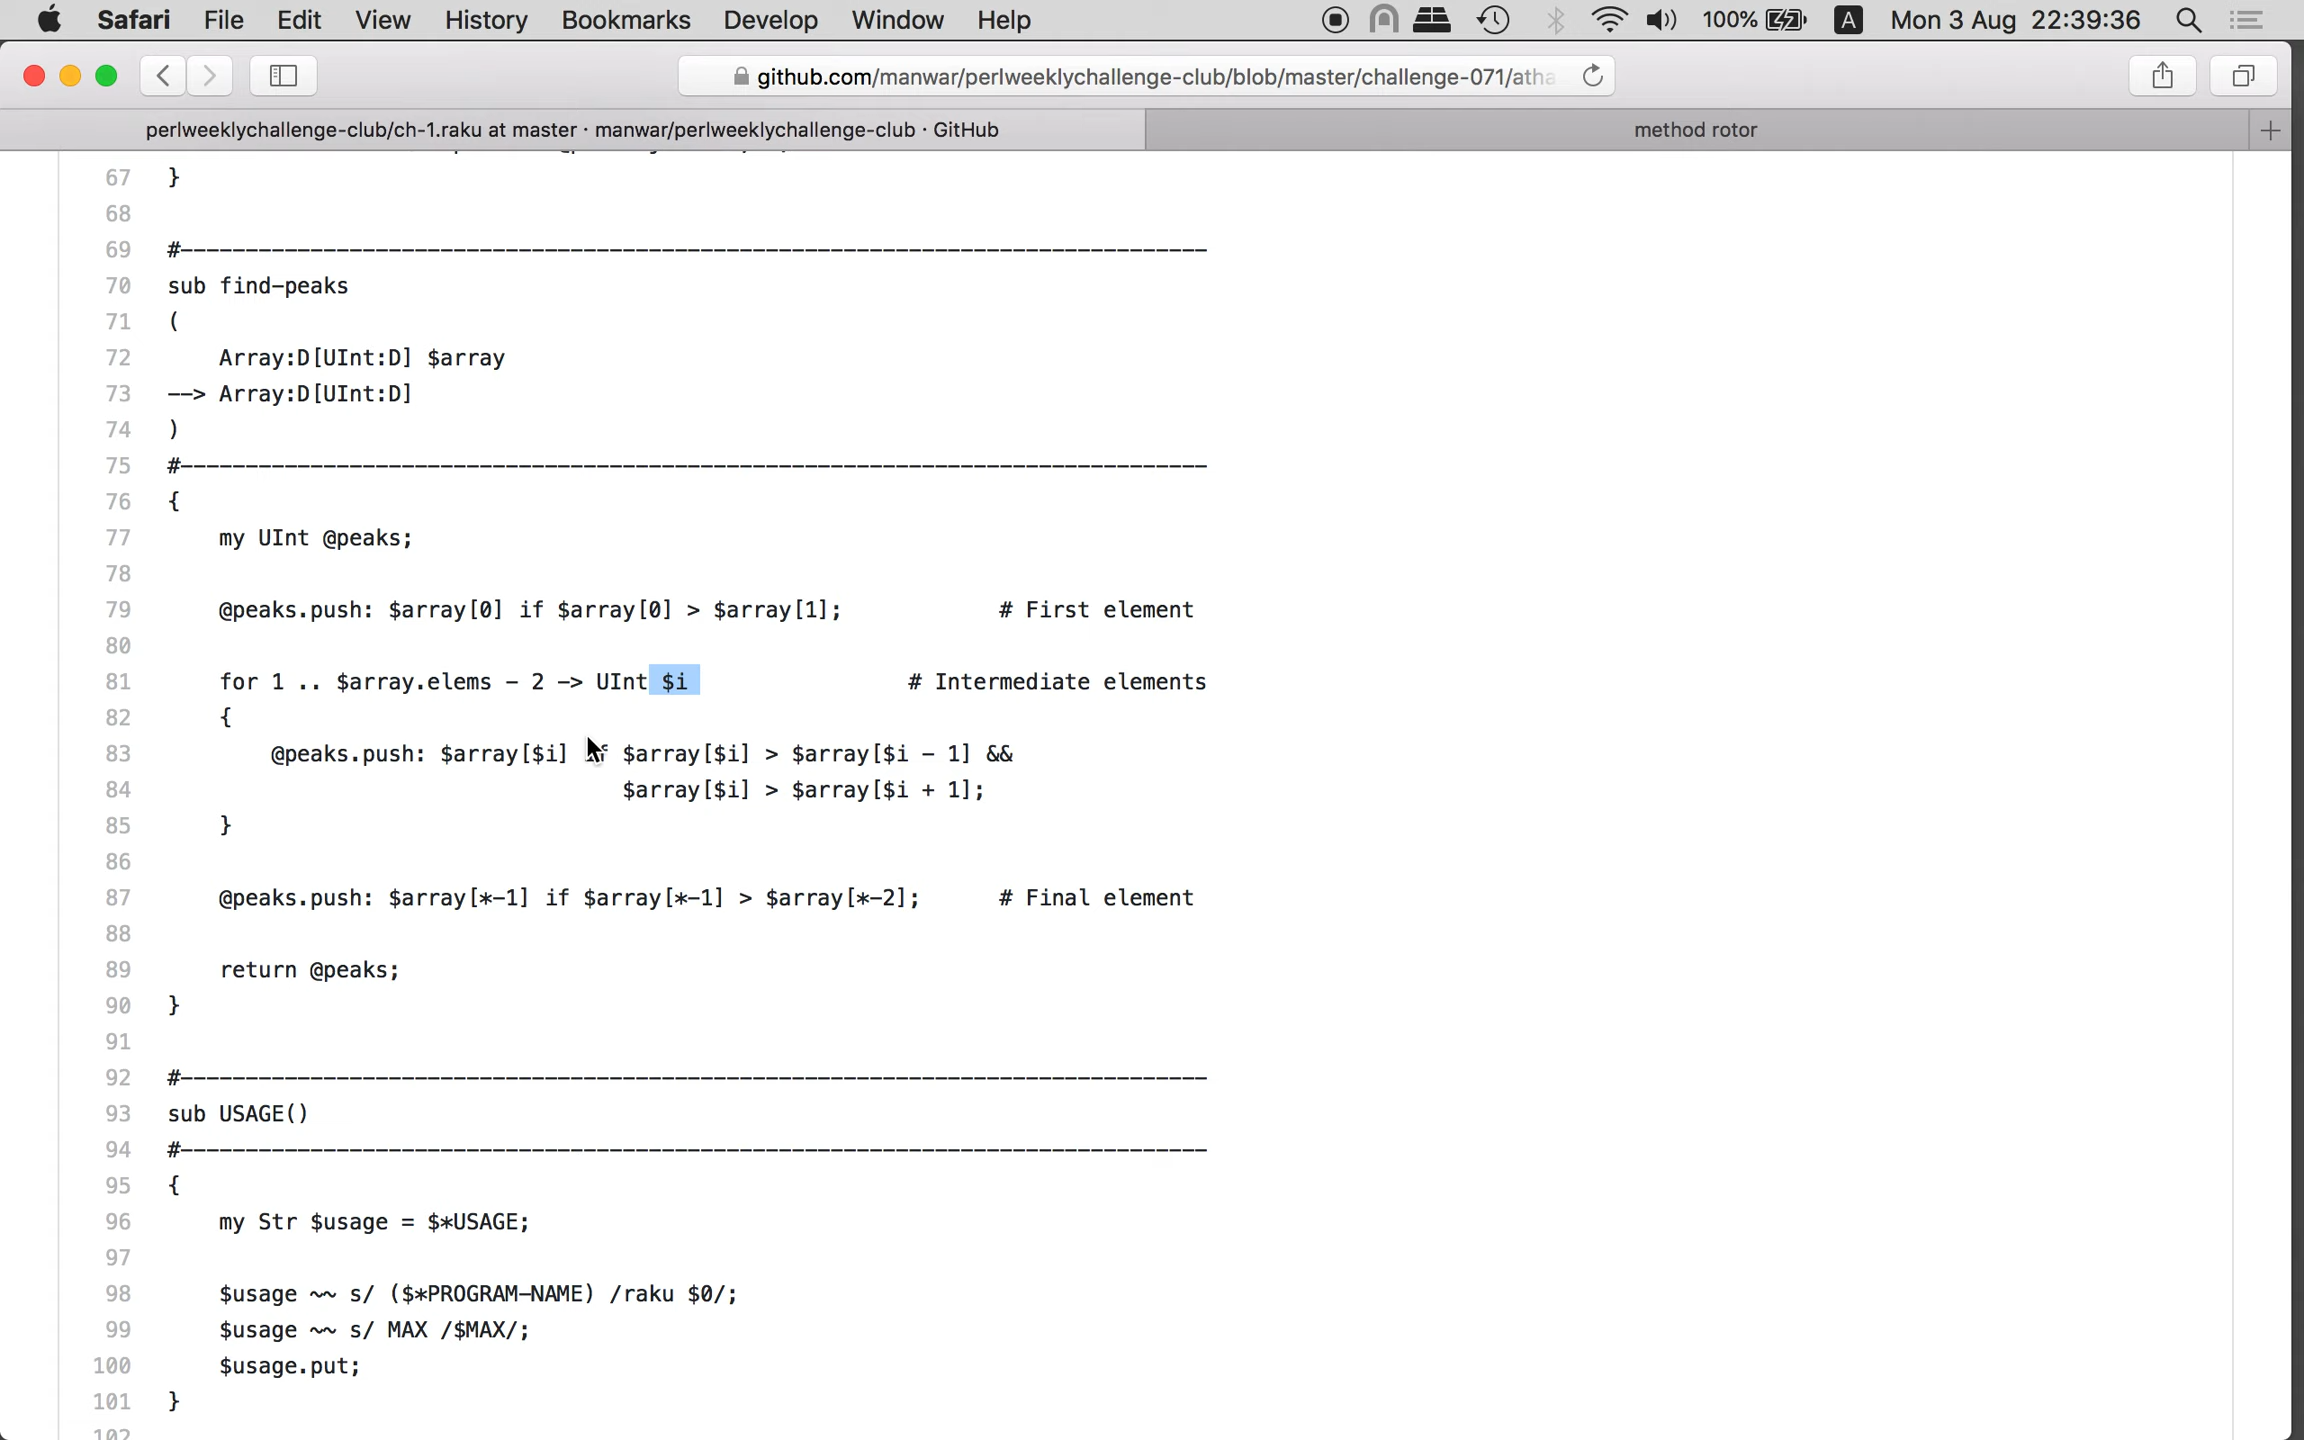 Safari File Edit View History Bookmarks Develop Window Help 100% A Mon 3 Aug 22:39:36
github.com/manwar/perlweeklychallenge-club/blob/master/challenge-071/atha
perlweeklychallenge-club/ch-1.raku at master · manwar/perlweeklychallenge-club · GitHub method rotor
67 }
68
69 #--------------------------------------------------------------------------------
70 sub find-peaks
71 (
72 Array:D[UInt:D] $array
73 --> Array:D[UInt:D]
74 )
75 #--------------------------------------------------------------------------------
76 {
77 my UInt @peaks;
78
79 @peaks.push: $array[0] if $array[0] > $array[1]; # First element
80
81 for 1 .. $array.elems - 2 -> UInt $i # Intermediate elements
82 {
83 @peaks.push: $array[$i] if $array[$i] > $array[$i - 1] &&
84 $array[$i] > $array[$i + 1];
85 }
86
87 @peaks.push: $array[*-1] if $array[*-1] > $array[*-2]; # Final element
88
89 return @peaks;
90 }
91
92 #--------------------------------------------------------------------------------
93 sub USAGE()
94 #--------------------------------------------------------------------------------
95 {
96 my Str $usage = $*USAGE;
97
98 $usage ~~ s/ ($*PROGRAM-NAME) /raku $0/;
99 $usage ~~ s/ MAX /$MAX/;
100 $usage.put;
101 }
102